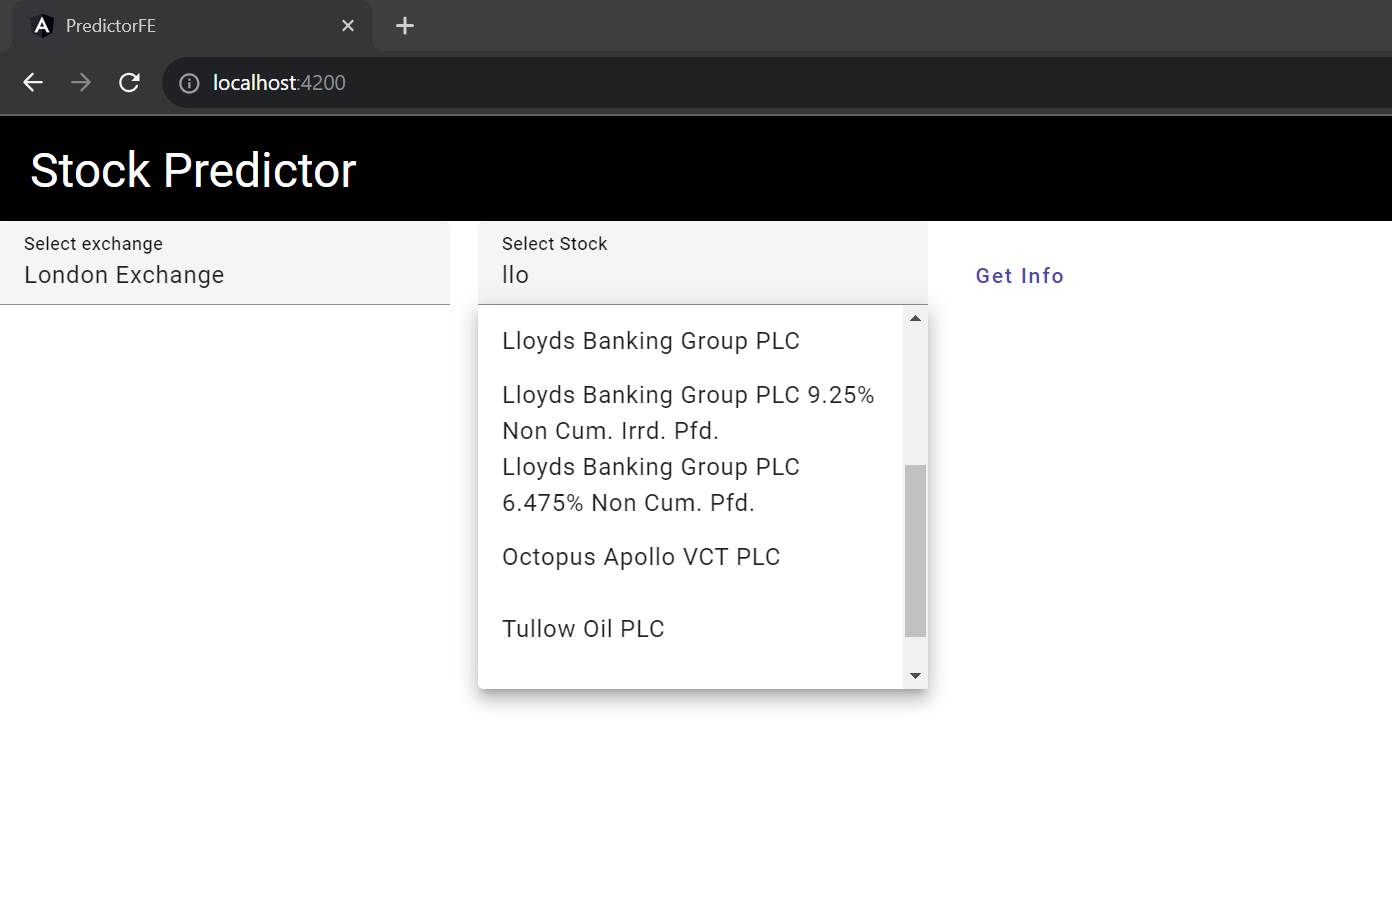 PredictorFE
localhost:4200
Stock Predictor
Select exchange
London Exchange
Select Stock
llo
Get Info
Lloyds Banking Group PLC
Lloyds Banking Group PLC 9.25%
Non Cum. Irrd. Pfd.
Lloyds Banking Group PLC
6.475% Non Cum. Pfd.
Octopus Apollo VCT PLC
Tullow Oil PLC